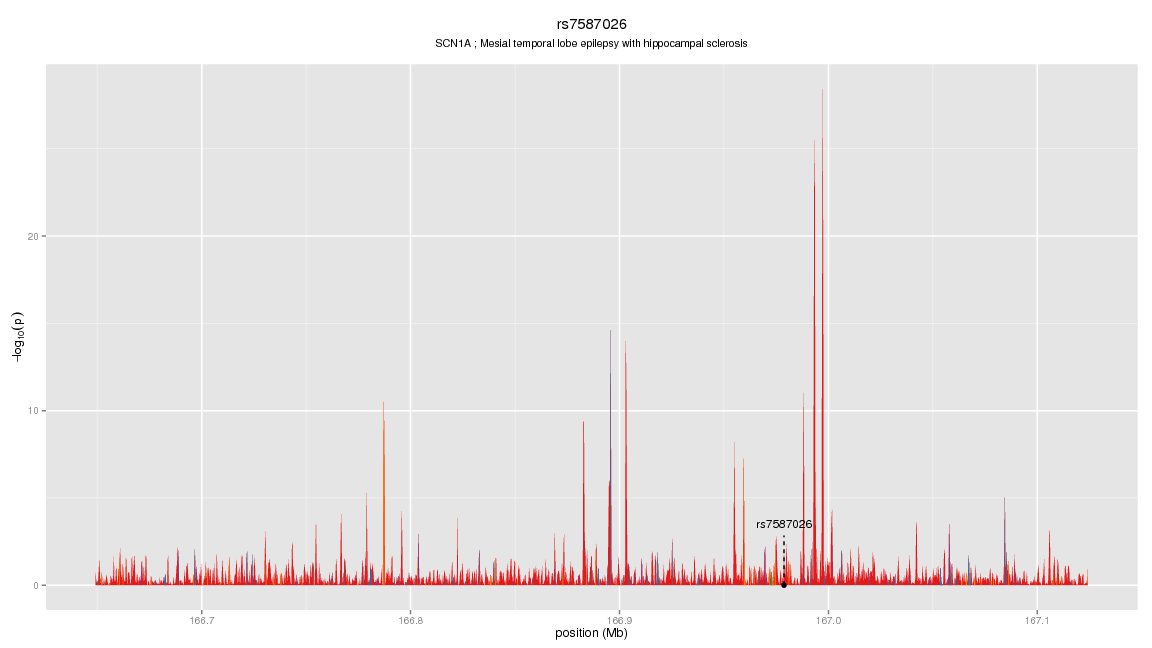 rs7587026
SCN1A ; Mesial temporal lobe epilepsy with hippocampal sclerosis
−log10(p)
20
10
0
rs7587026
166.7 166.8 166.9 167.0 167.1
position (Mb)